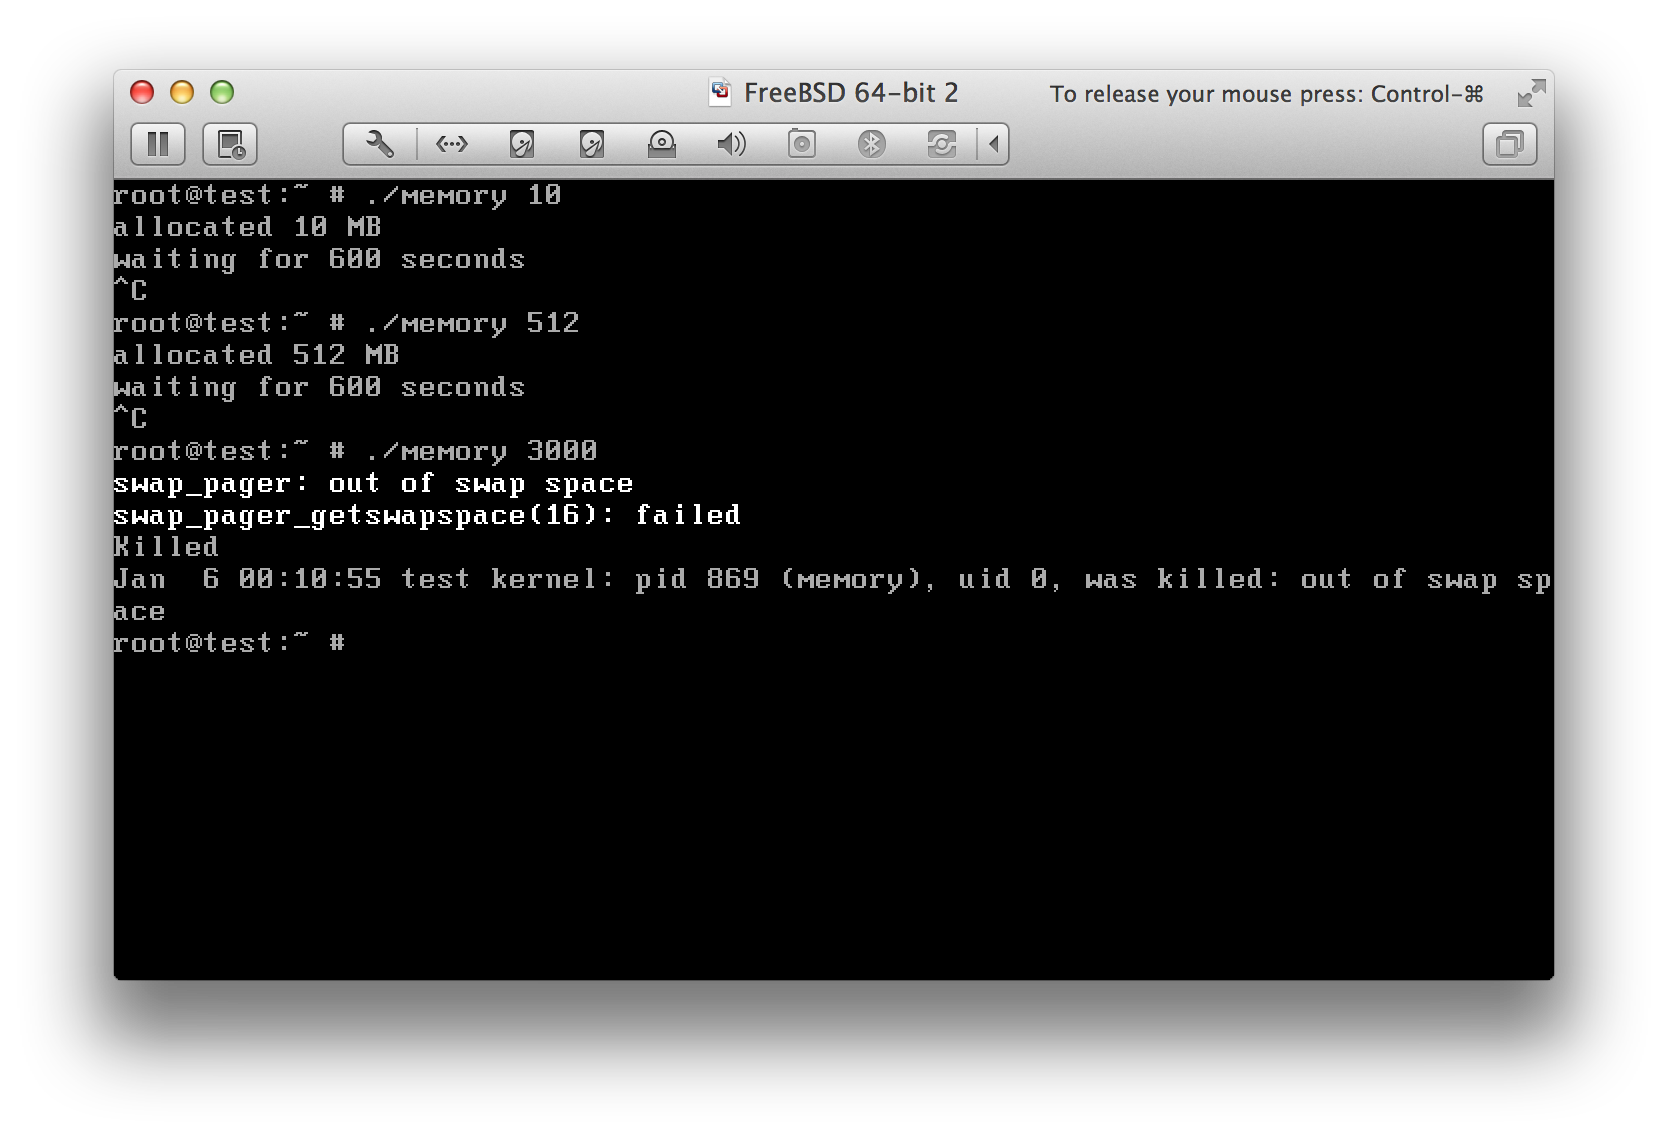 FreeBSD 64-bit 2
To release your mouse press: Control-⌘
root@test:~ # ./memory 10
allocated 10 MB
waiting for 600 seconds
^C
root@test:~ # ./memory 512
allocated 512 MB
waiting for 600 seconds
^C
root@test:~ # ./memory 3000
swap_pager: out of swap space
swap_pager_getswapspace(16): failed
Killed
Jan  6 00:10:55 test kernel: pid 869 (memory), uid 0, was killed: out of swap sp
ace
root@test:~ #